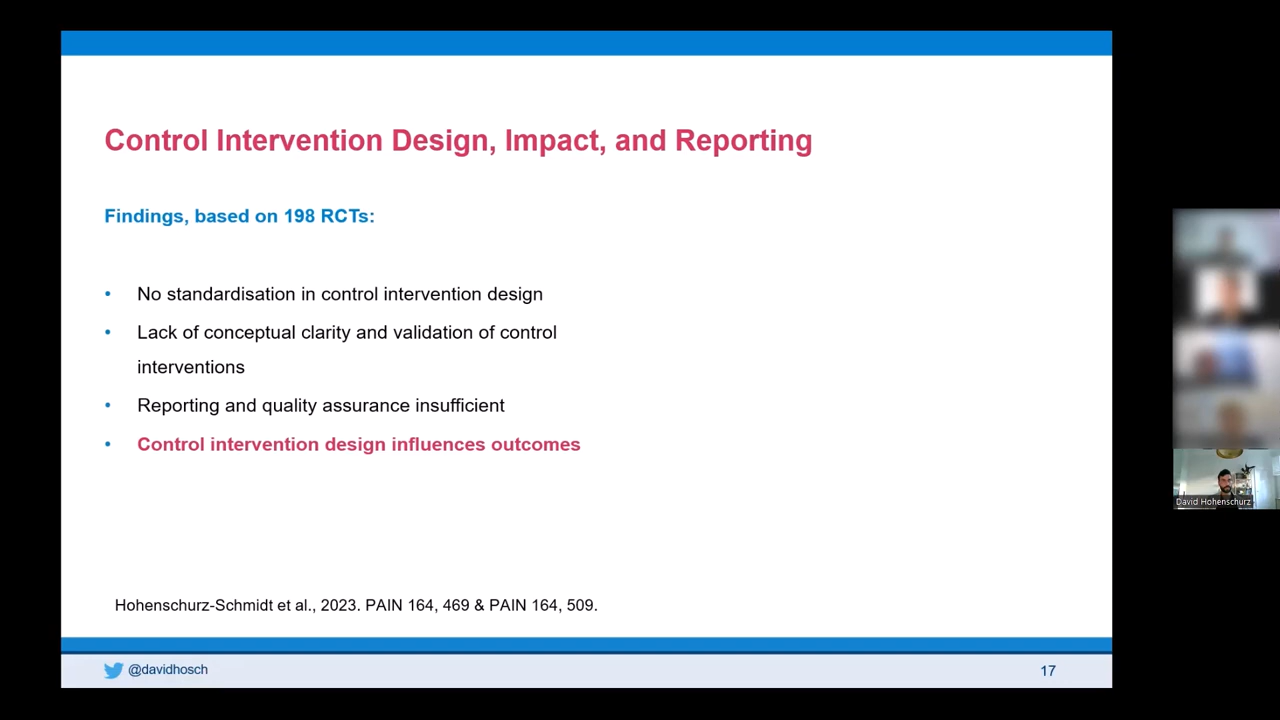 Control Intervention Design, Impact, and Reporting
Findings, based on 198 RCTs:
• No standardisation in control intervention design
• Lack of conceptual clarity and validation of control
interventions
• Reporting and quality assurance insufficient
• Control intervention design influences outcomes
Hohenschurz-Schmidt et al., 2023. PAIN 164, 469 & PAIN 164, 509.
@davidhosch
17
David Hohenschurz